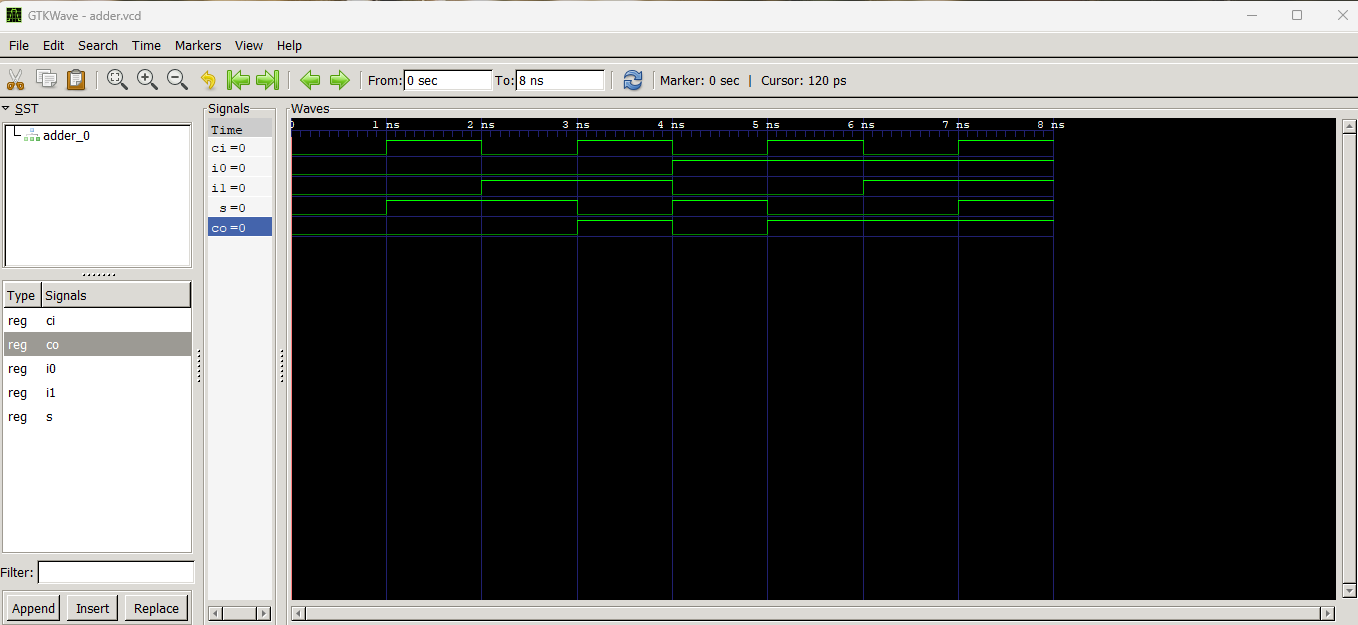 GTKWave - adder.vcd
File Edit Search Time Markers View Help
From: 0 sec To: 8 ns Marker: 0 sec | Cursor: 120 ps
SST
adder_0
Type Signals
reg ci
reg co
reg i0
reg i1
reg s
Filter:
Append Insert Replace
Signals
Time
ci =0
i0 =0
i1 =0
s =0
co =0
Waves
0 1 ns 2 ns 3 ns 4 ns 5 ns 6 ns 7 ns 8 ns